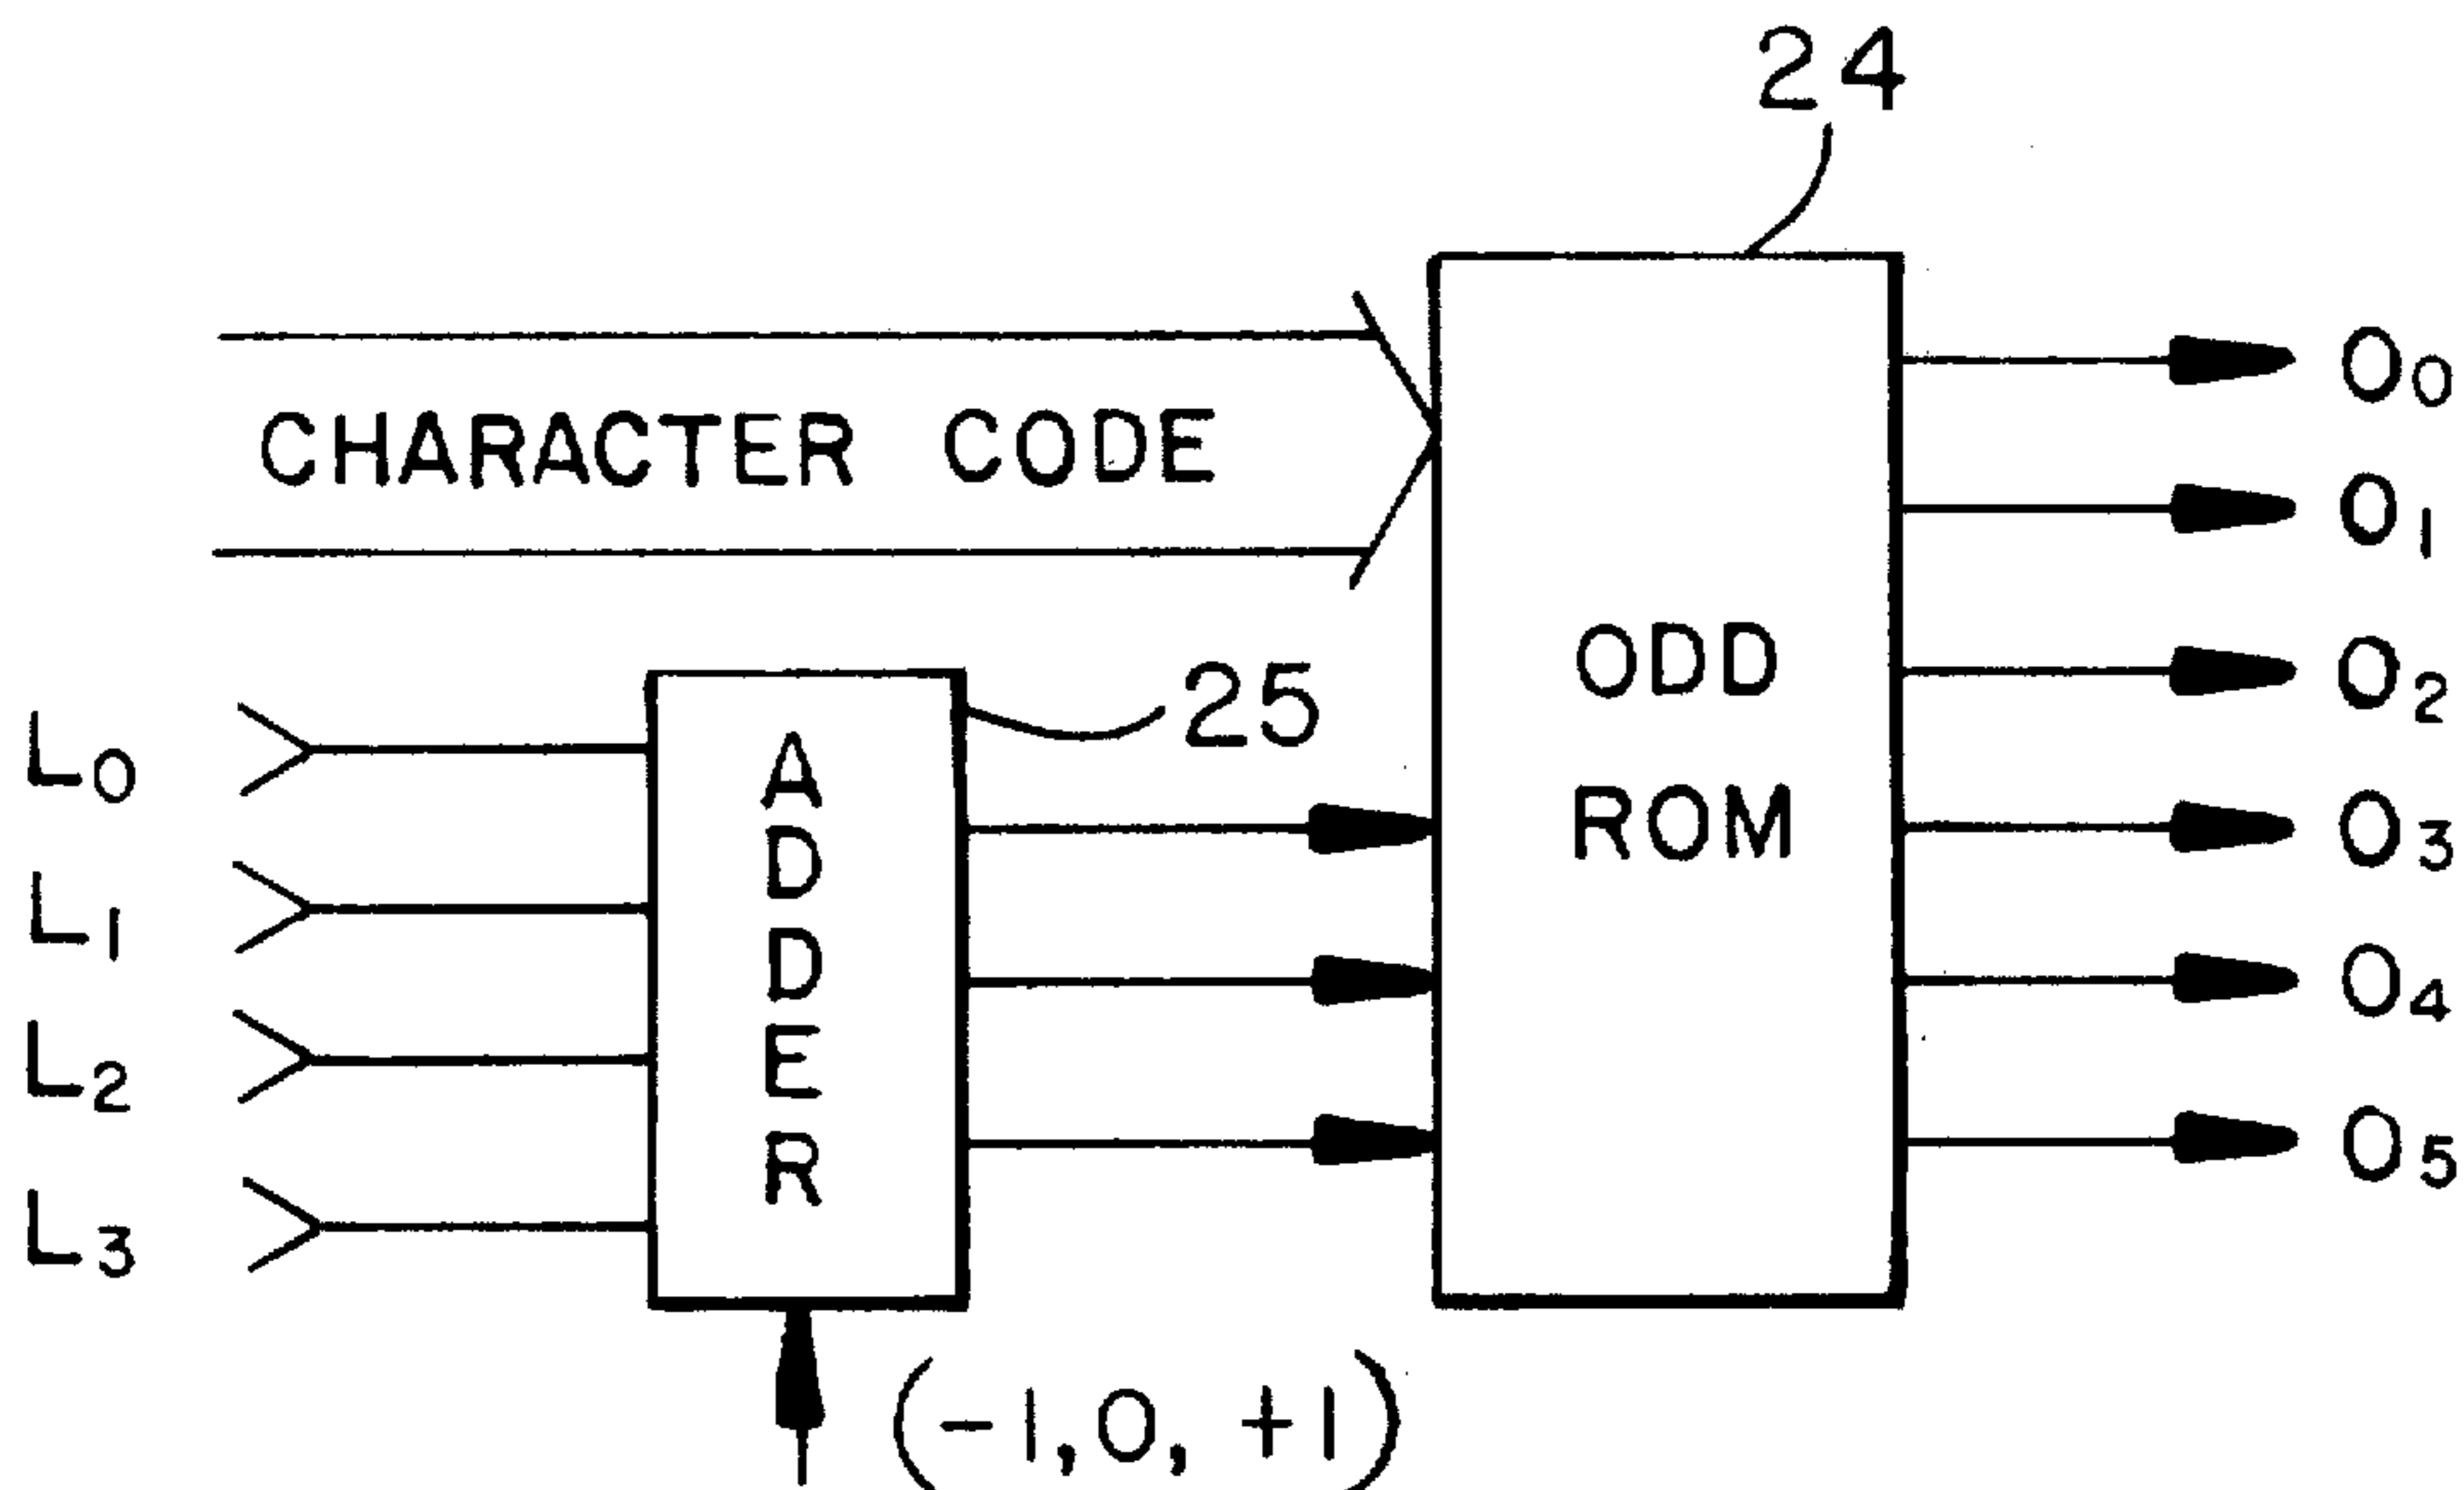 24
CHARACTER CODE
ODD
ROM
25
ADDER
L0
L1
L2
L3
(-1,0, +1)
O0
O1
O2
O3
O4
O5